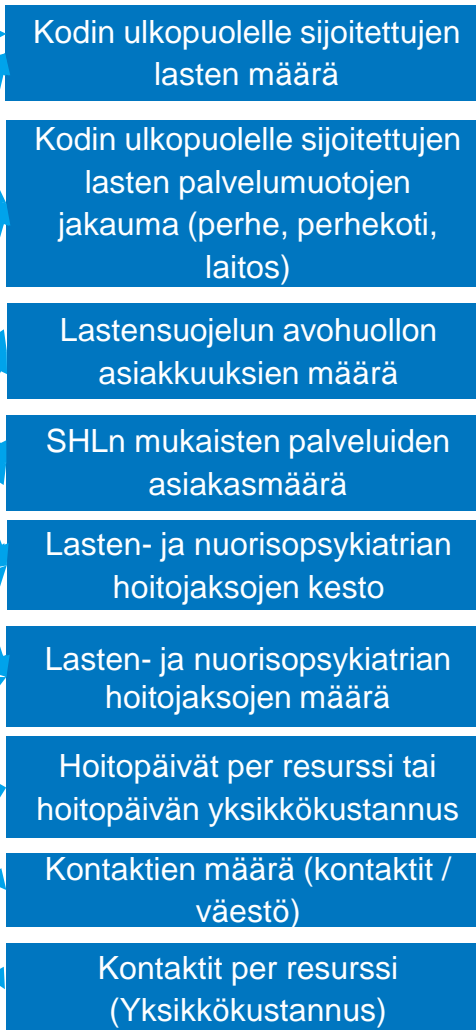 Kodin ulkopuolelle sijoitettujen
lasten määrä
Kodin ulkopuolelle sijoitettujen
lasten palvelumuotojen
jakauma (perhe, perhekoti,
laitos)
Lastensuojelun avohuollon
asiakkuuksien määrä
SHLn mukaisten palveluiden
asiakasmäärä
Lasten- ja nuorisopsykiatrian
hoitojaksojen kesto
Lasten- ja nuorisopsykiatrian
hoitojaksojen määrä
Hoitopäivät per resurssi tai
hoitopäivän yksikkökustannus
Kontaktien määrä (kontaktit /
väestö)
Kontaktit per resurssi
(Yksikkökustannus)